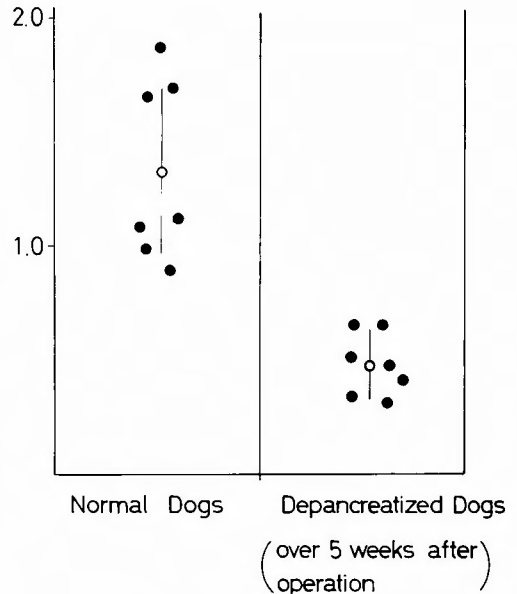 2.0
1.0
Normal Dogs
Depancreatized Dogs
(over 5 weeks after
operation)